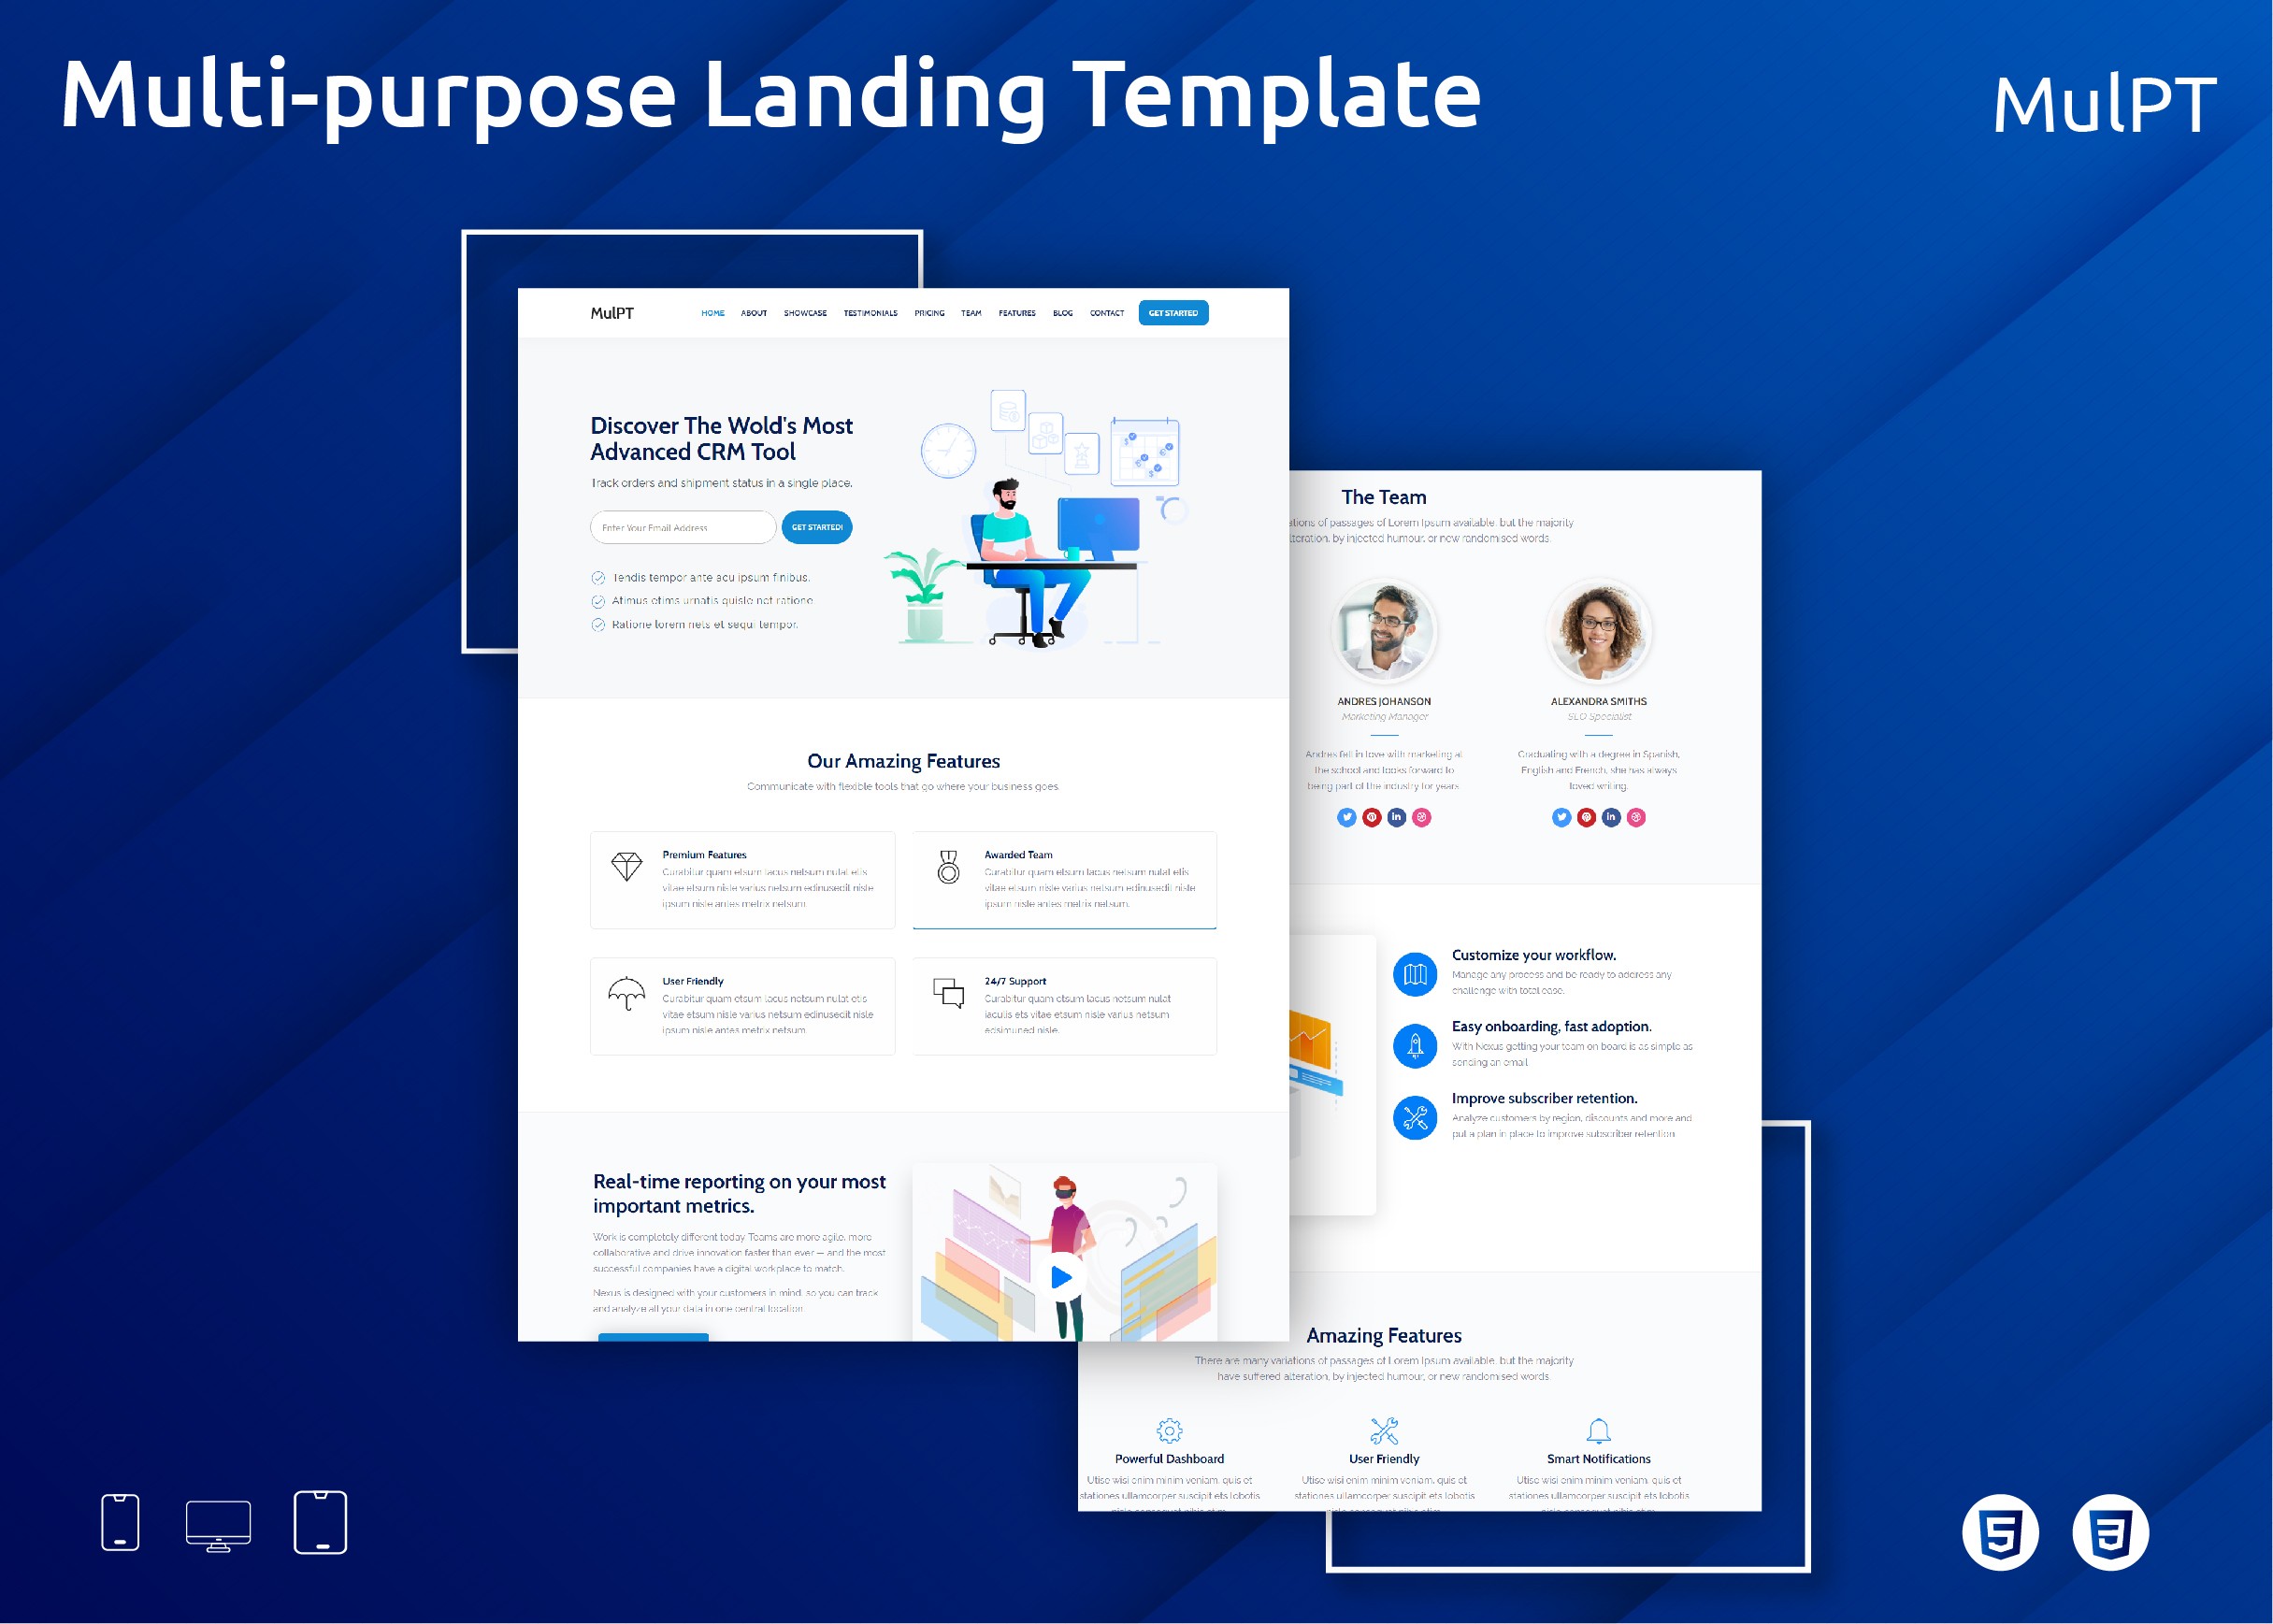 Multi-purpose Landing Template
MulPT
MulPT
HOME ABOUT SHOWCASE TESTIMONIALS PRICING TEAM FEATURES BLOG CONTACT GET STARTED
Discover The Wold's Most
Advanced CRM Tool
Track orders and shipment status in a single place.
Enter Your Email Address
GET STARTED!
Tendis tempor ante acu ipsum finibus.
Atimus etims urnatis quisle net ratione
Ratione lorem nets et sequi tempor.
Our Amazing Features
Communicate with flexible tools that go where your business goes.
Premium Features
Curabitur quam etsum lacus netsum nulat etis
vitae etsum nisle varius netsum edinusedit nisle
ipsum nisle antes metrix netsum.
Awarded Team
Curabitur quam etsum lacus netsum nulat etis
vitae etsum nisle varius netsum edinusedit nisle
ipsum nisle antes metrix netsum.
User Friendly
Curabitur quam etsum lacus netsum nulat etis
vitae etsum nisle varius netsum edinusedit nisle
ipsum nisle antes metrix netsum.
24/7 Support
Curabitur quam etsum lacus netsum nulat
iaculis ets vitae etsum nisle varius netsum
edsimuned nisle.
Real-time reporting on your most
important metrics.
Work is completely different today. Teams are more agile, more
collaborative and drive innovation faster than ever — and the most
successful companies have a digital workplace to match.
Nexus is designed with your customers in mind, so you can track
and analyze all your data in one central location
The Team
ations of passages of Lorem Ipsum available, but the majority
lteration, by injected humour, or new randomised words.
ANDRES JOHANSON
Marketing Manager
Andres fell in love with marketing at
the school and looks forward to
being part of the industry for years.
ALEXANDRA SMITHS
SEO Specialist
Graduating with a degree in Spanish,
English and French, she has always
loved writing.
Customize your workflow.
Manage any process and be ready to address any
challenge with total ease.
Easy onboarding, fast adoption.
With Nexus getting your team on board is as simple as
sending an email
Improve subscriber retention.
Analyze customers by region, discounts and more and
put a plan in place to improve subscriber retention
Amazing Features
There are many variations of passages of Lorem Ipsum available, but the majority
have suffered alteration, by injected humour, or new randomised words.
Powerful Dashboard
Utise wisi enim minim veniam, quis et
stationes ullamcorper suscipit ets lobotis
User Friendly
Utise wisi enim minim veniam, quis et
stationes ullamcorper suscipit ets lobotis
Smart Notifications
Utise wisi enim minim veniam, quis et
stationes ullamcorper suscipit ets lobotis